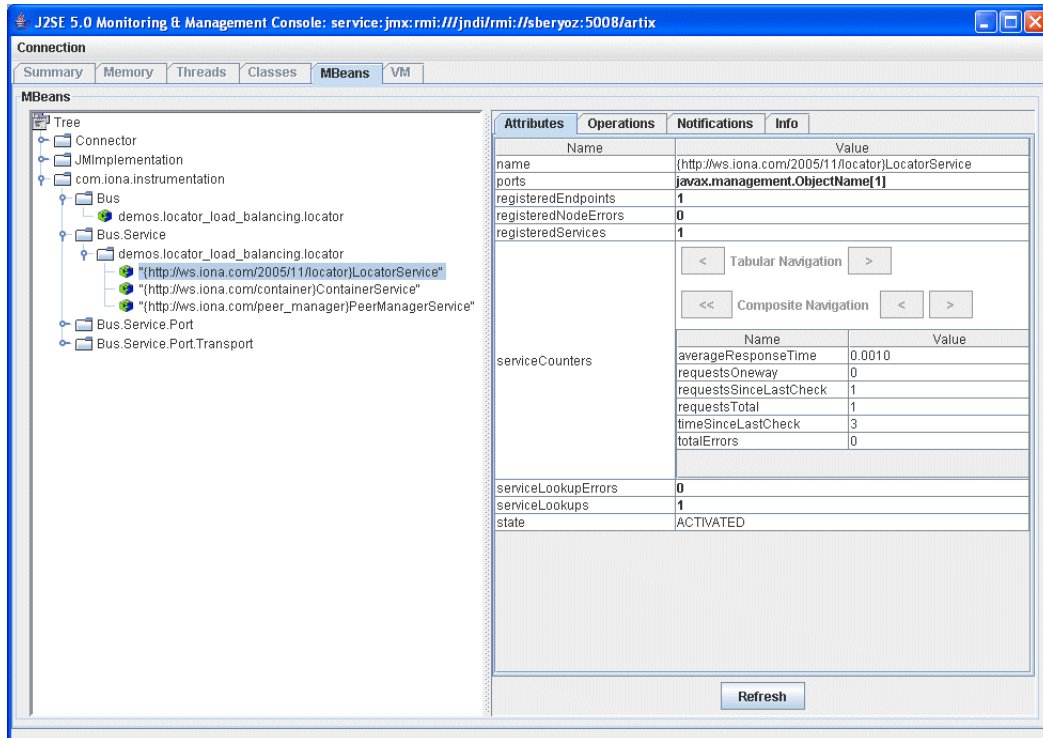 J2SE 5.0 Monitoring & Management Console: service:jmx:rmi:///jndi/rmi://sberyoz:5008/artix
Connection
Summary Memory Threads Classes MBeans VM
MBeans
Tree
Connector
JMImplementation
com.iona.instrumentation
Bus
demos.locator_load_balancing.locator
Bus.Service
demos.locator_load_balancing.locator
"{http://ws.iona.com/2005/11/locator}LocatorService"
"{http://ws.iona.com/container}ContainerService"
"{http://ws.iona.com/peer_manager}PeerManagerService"
Bus.Service.Port
Bus.Service.Port.Transport
Attributes Operations Notifications Info
Name Value
name {http://ws.iona.com/2005/11/locator}LocatorService
ports javax.management.ObjectName[1]
registeredEndpoints 1
registeredNodeErrors 0
registeredServices 1
serviceCounters
< Tabular Navigation >
<< Composite Navigation < >
Name Value
averageResponseTime 0.0010
requestsOneway 0
requestsSinceLastCheck 1
requestsTotal 1
timeSinceLastCheck 3
totalErrors 0
serviceLookupErrors 0
serviceLookups 1
state ACTIVATED
Refresh